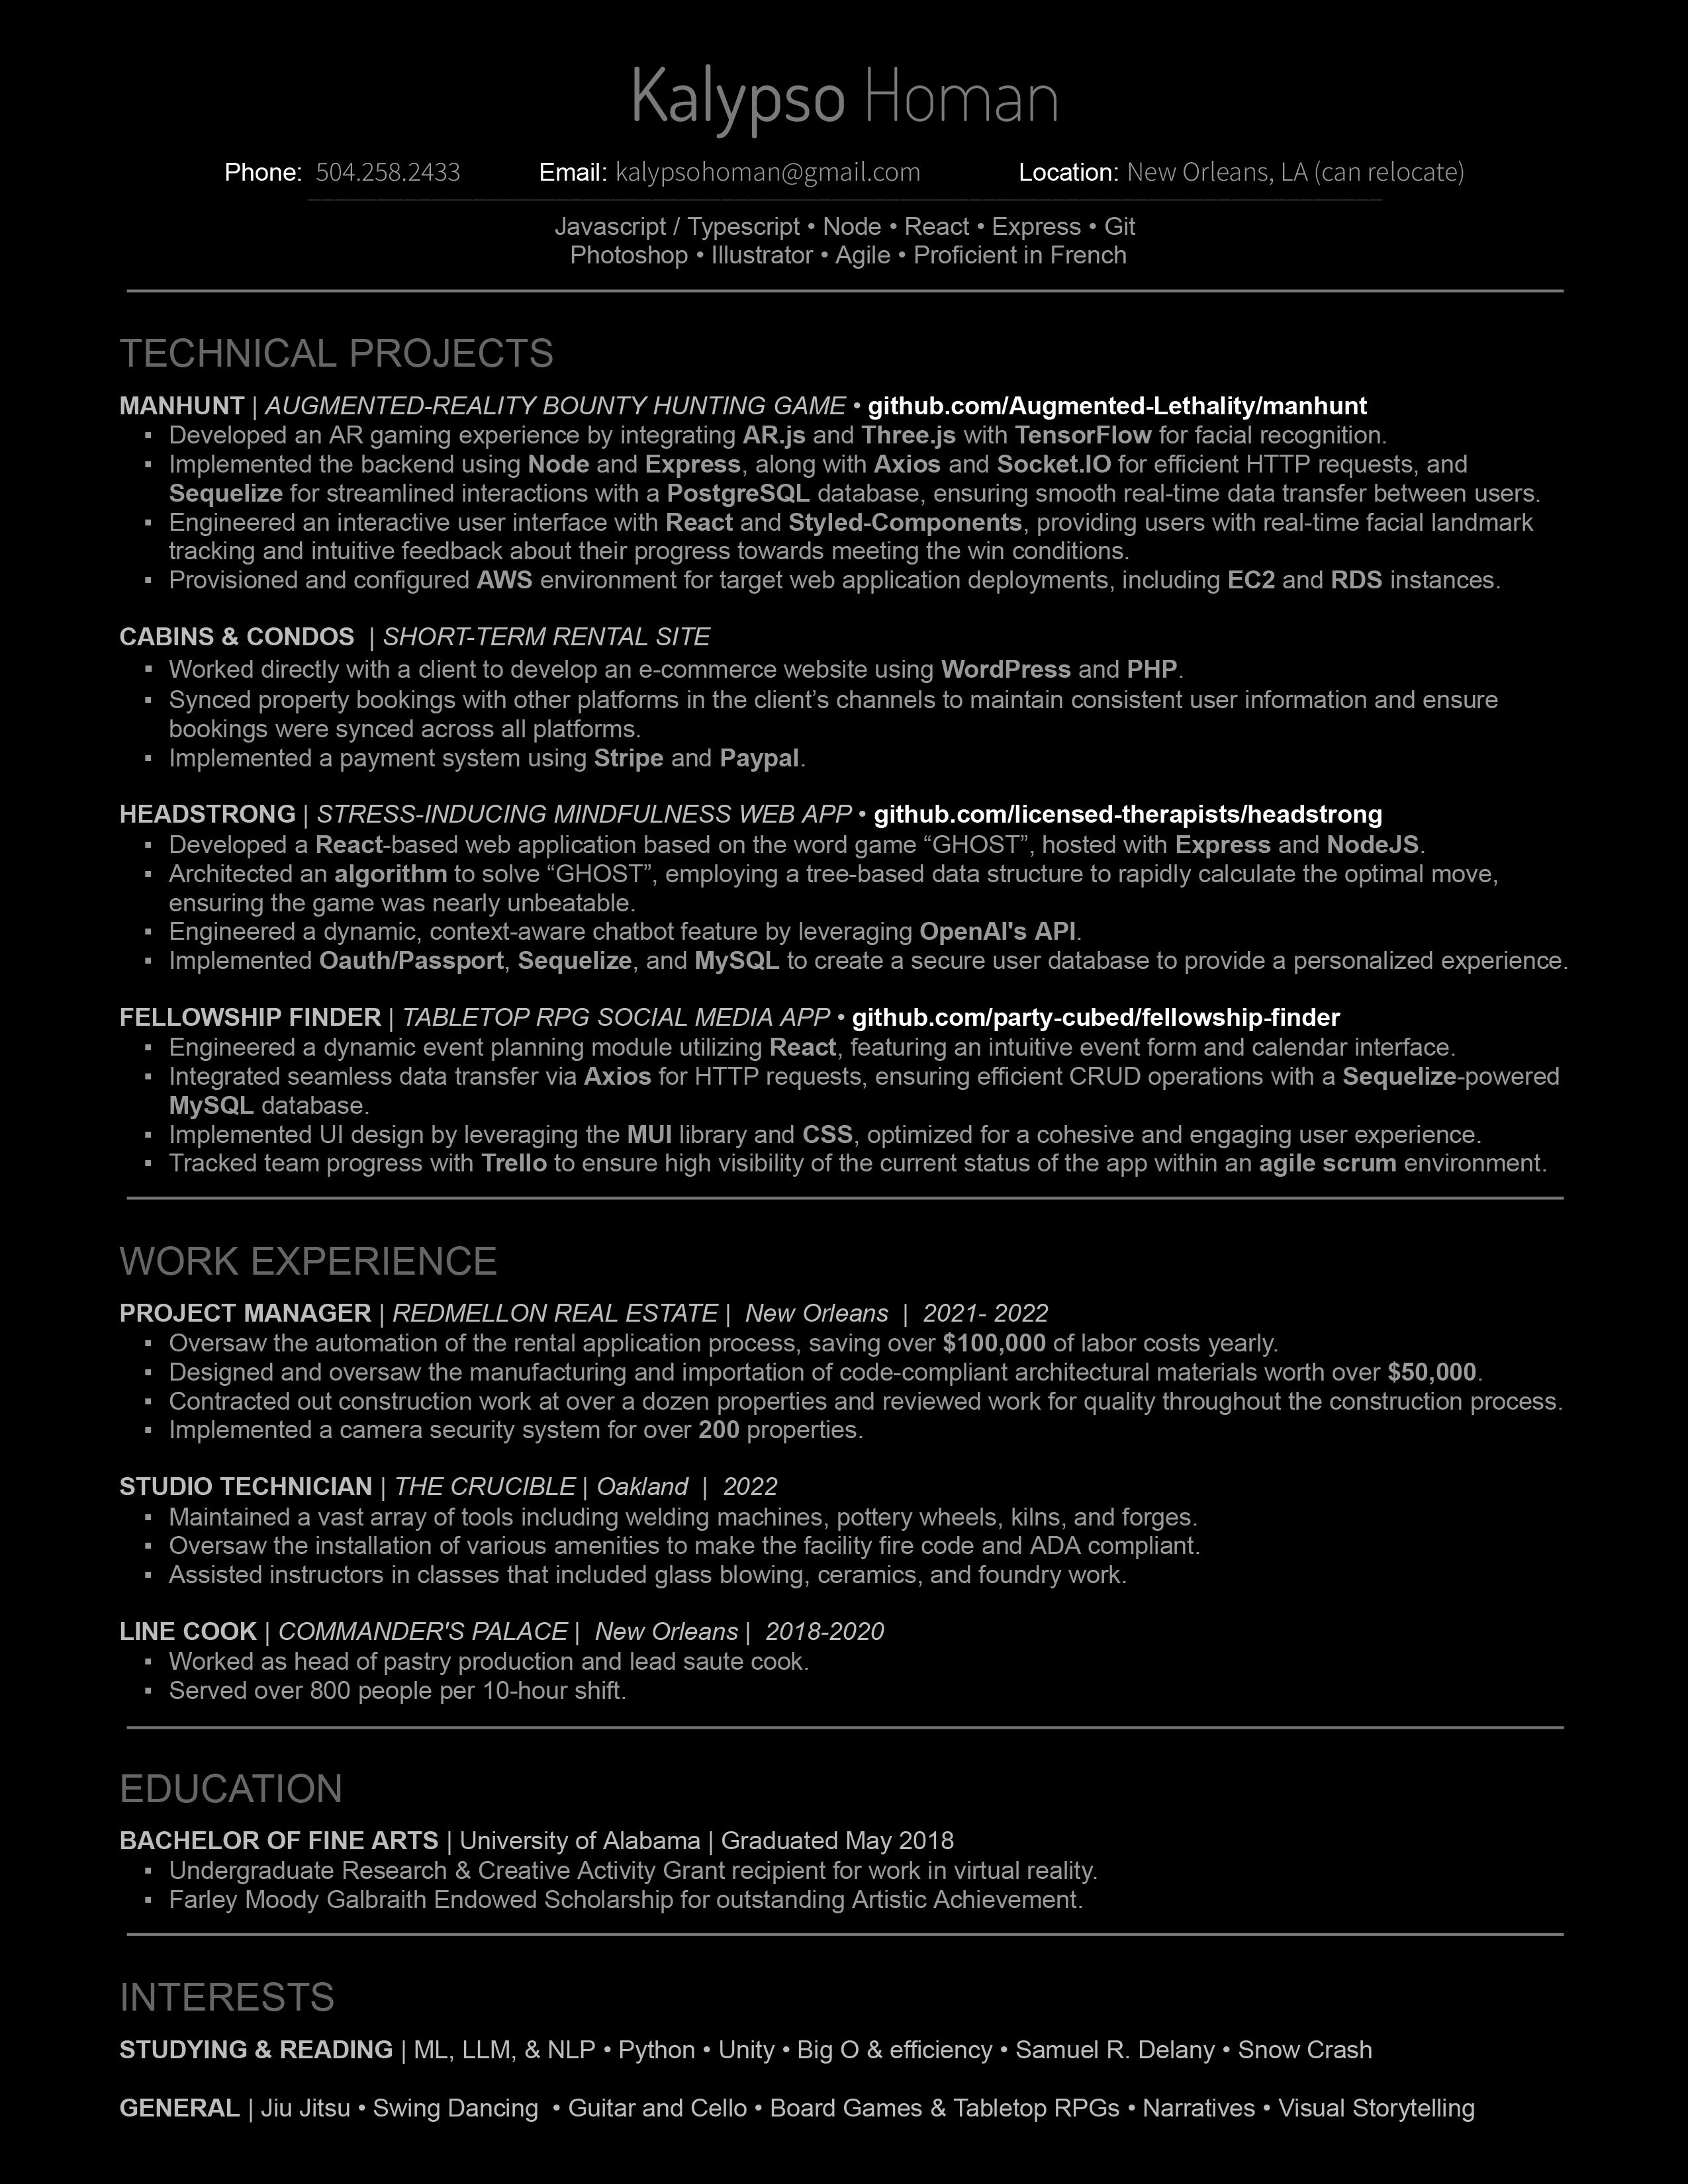 Kalypso Homan
Phone: 504.258.2433 Email: kalypsohoman@gmail.com Location: New Orleans, LA (can relocate)
Javascript / Typescript • Node • React • Express • Git
Photoshop • Illustrator • Agile • Proficient in French
TECHNICAL PROJECTS
MANHUNT | AUGMENTED-REALITY BOUNTY HUNTING GAME • github.com/Augmented-Lethality/manhunt
▪ Developed an AR gaming experience by integrating AR.js and Three.js with TensorFlow for facial recognition.
▪ Implemented the backend using Node and Express, along with Axios and Socket.IO for efficient HTTP requests, and
Sequelize for streamlined interactions with a PostgreSQL database, ensuring smooth real-time data transfer between users.
▪ Engineered an interactive user interface with React and Styled-Components, providing users with real-time facial landmark
tracking and intuitive feedback about their progress towards meeting the win conditions.
▪ Provisioned and configured AWS environment for target web application deployments, including EC2 and RDS instances.
CABINS & CONDOS | SHORT-TERM RENTAL SITE
▪ Worked directly with a client to develop an e-commerce website using WordPress and PHP.
▪ Synced property bookings with other platforms in the client’s channels to maintain consistent user information and ensure
bookings were synced across all platforms.
▪ Implemented a payment system using Stripe and Paypal.
HEADSTRONG | STRESS-INDUCING MINDFULNESS WEB APP • github.com/licensed-therapists/headstrong
▪ Developed a React-based web application based on the word game “GHOST”, hosted with Express and NodeJS.
▪ Architected an algorithm to solve “GHOST”, employing a tree-based data structure to rapidly calculate the optimal move,
ensuring the game was nearly unbeatable.
▪ Engineered a dynamic, context-aware chatbot feature by leveraging OpenAI's API.
▪ Implemented Oauth/Passport, Sequelize, and MySQL to create a secure user database to provide a personalized experience.
FELLOWSHIP FINDER | TABLETOP RPG SOCIAL MEDIA APP • github.com/party-cubed/fellowship-finder
▪ Engineered a dynamic event planning module utilizing React, featuring an intuitive event form and calendar interface.
▪ Integrated seamless data transfer via Axios for HTTP requests, ensuring efficient CRUD operations with a Sequelize-powered
MySQL database.
▪ Implemented UI design by leveraging the MUI library and CSS, optimized for a cohesive and engaging user experience.
▪ Tracked team progress with Trello to ensure high visibility of the current status of the app within an agile scrum environment.
WORK EXPERIENCE
PROJECT MANAGER | REDMELLON REAL ESTATE | New Orleans | 2021- 2022
▪ Oversaw the automation of the rental application process, saving over $100,000 of labor costs yearly.
▪ Designed and oversaw the manufacturing and importation of code-compliant architectural materials worth over $50,000.
▪ Contracted out construction work at over a dozen properties and reviewed work for quality throughout the construction process.
▪ Implemented a camera security system for over 200 properties.
STUDIO TECHNICIAN | THE CRUCIBLE | Oakland | 2022
▪ Maintained a vast array of tools including welding machines, pottery wheels, kilns, and forges.
▪ Oversaw the installation of various amenities to make the facility fire code and ADA compliant.
▪ Assisted instructors in classes that included glass blowing, ceramics, and foundry work.
LINE COOK | COMMANDER'S PALACE | New Orleans | 2018-2020
▪ Worked as head of pastry production and lead saute cook.
▪ Served over 800 people per 10-hour shift.
EDUCATION
BACHELOR OF FINE ARTS | University of Alabama | Graduated May 2018
▪ Undergraduate Research & Creative Activity Grant recipient for work in virtual reality.
▪ Farley Moody Galbraith Endowed Scholarship for outstanding Artistic Achievement.
INTERESTS
STUDYING & READING | ML, LLM, & NLP • Python • Unity • Big O & efficiency • Samuel R. Delany • Snow Crash
GENERAL | Jiu Jitsu • Swing Dancing • Guitar and Cello • Board Games & Tabletop RPGs • Narratives • Visual Storytelling